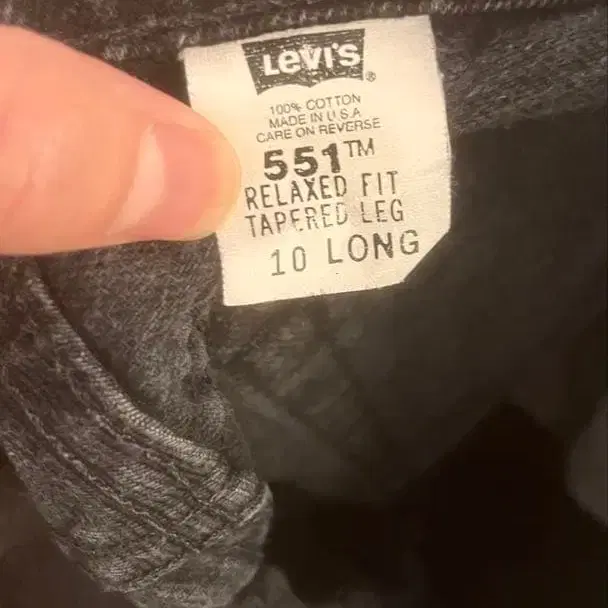 LEVI'S®
100% COTTON
MADE IN U.S.A
CARE ON REVERSE
551™
RELAXED FIT
TAPERED LEG
10 LONG